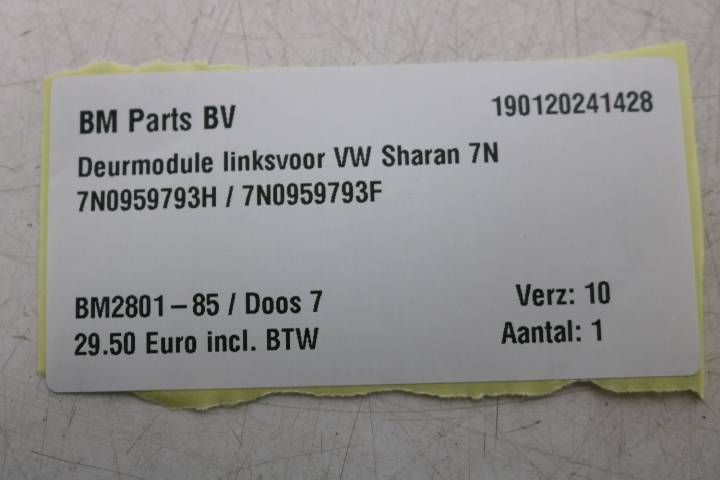 BM Parts BV 190120241428
Deurmodule linksvoor VW Sharan 7N
7N0959793H / 7N0959793F
BM2801-85 / Doos 7 Verz: 10
29.50 Euro incl. BTW Aantal: 1